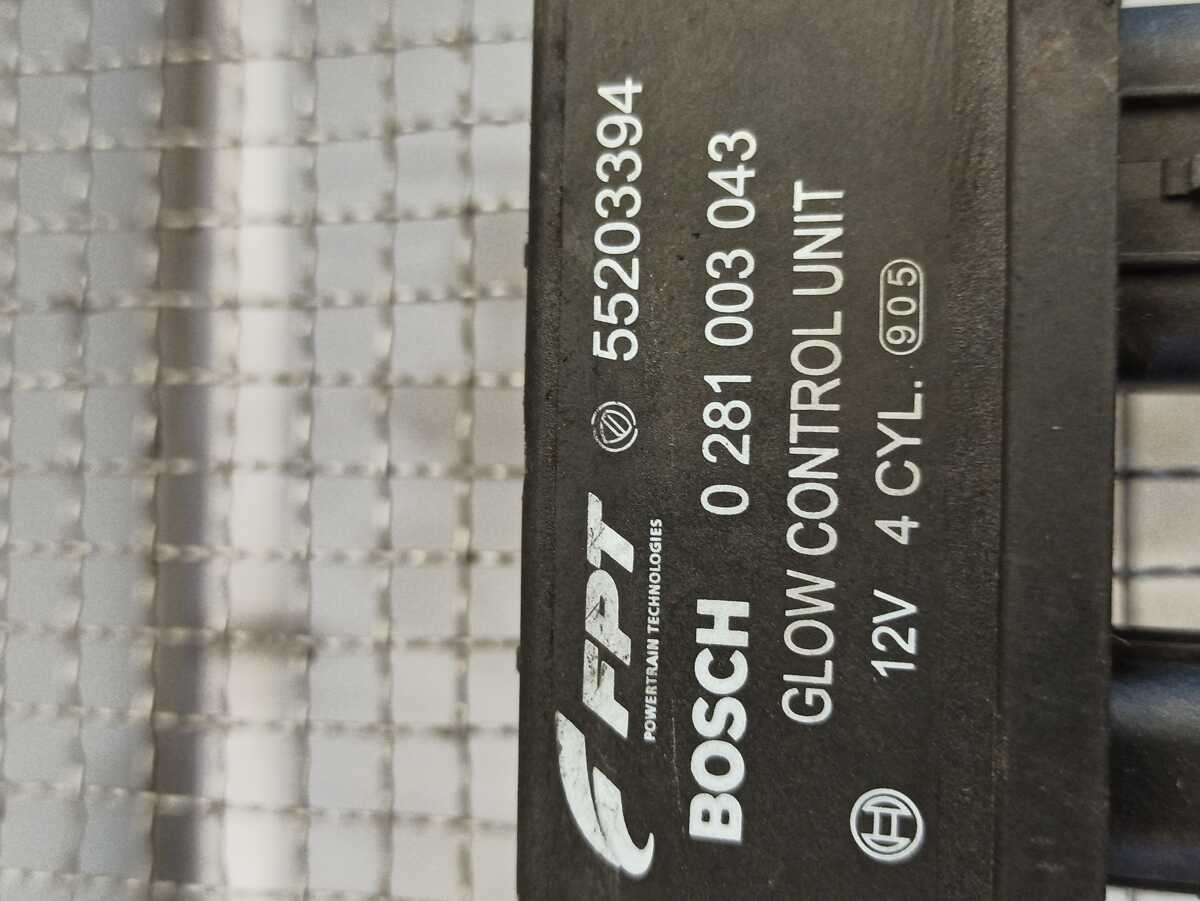 FPT 55203394
POWERTRAIN TECHNOLOGIES
BOSCH 0 281 003 043
GLOW CONTROL UNIT
12V 4 CYL. 905